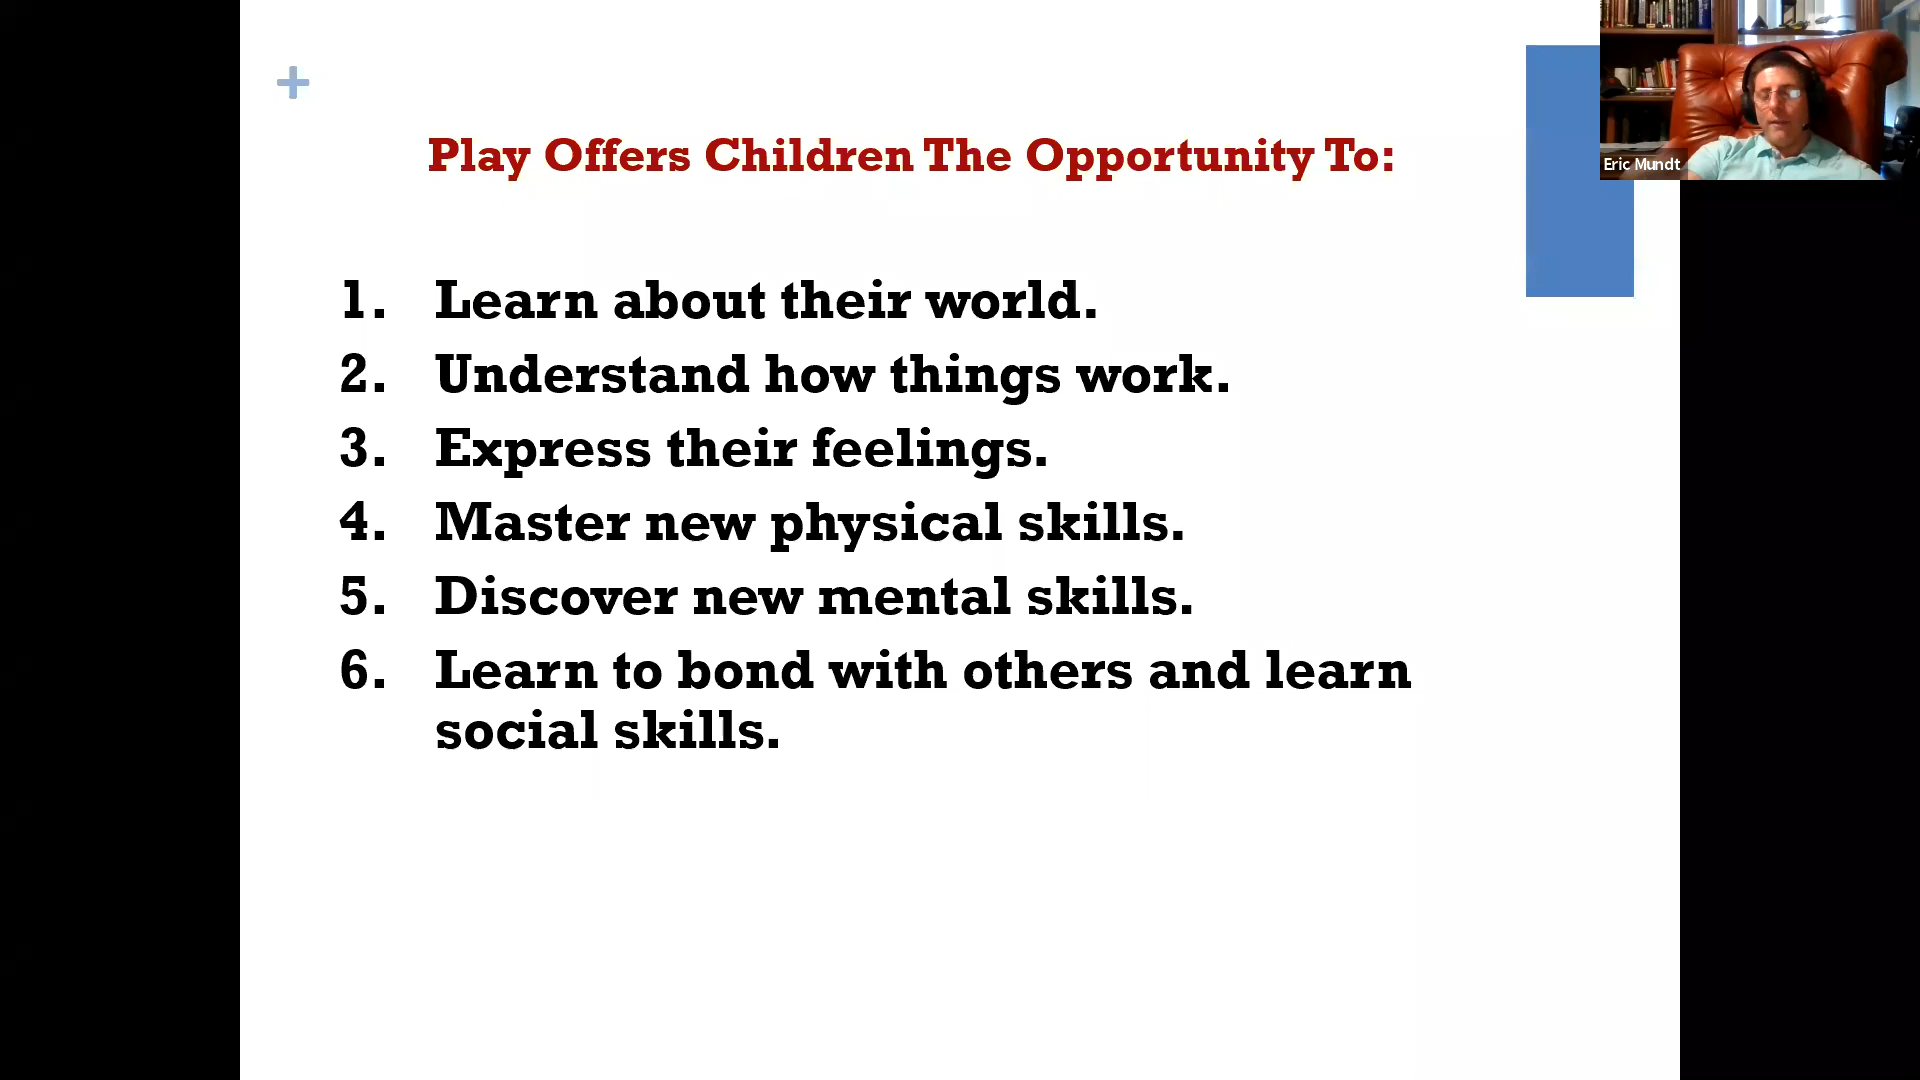 +
Play Offers Children The Opportunity To:
1. Learn about their world.
2. Understand how things work.
3. Express their feelings.
4. Master new physical skills.
5. Discover new mental skills.
6. Learn to bond with others and learn
social skills.
Eric Mundt